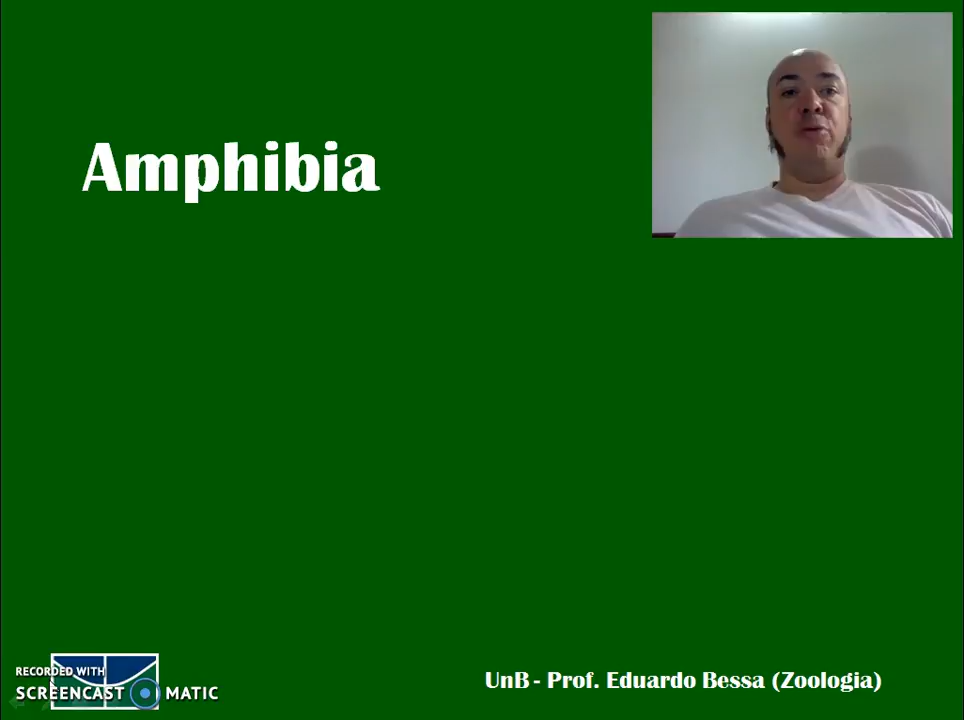 Amphibia
RECORDED WITH
SCREENCAST MATIC
UnB - Prof. Eduardo Bessa (Zoologia)